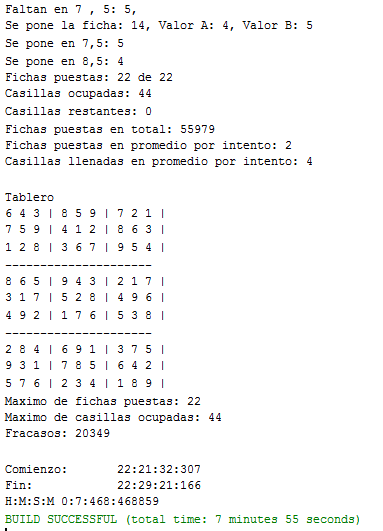 Faltan en 7 , 5: 5,
Se pone la ficha: 14, Valor A: 4, Valor B: 5
Se pone en 7,5: 5
Se pone en 8,5: 4
Fichas puestas: 22 de 22
Casillas ocupadas: 44
Casillas restantes: 0
Fichas puestas en total: 55979
Fichas puestas en promedio por intento: 2
Casillas llenadas en promedio por intento: 4
Tablero
6 4 3 | 8 5 9 | 7 2 1 |
7 5 9 | 4 1 2 | 8 6 3 |
1 2 8 | 3 6 7 | 9 5 4 |
---------------------
8 6 5 | 9 4 3 | 2 1 7 |
3 1 7 | 5 2 8 | 4 9 6 |
4 9 2 | 1 7 6 | 5 3 8 |
---------------------
2 8 4 | 6 9 1 | 3 7 5 |
9 3 1 | 7 8 5 | 6 4 2 |
5 7 6 | 2 3 4 | 1 8 9 |
Maximo de fichas puestas: 22
Maximo de casillas ocupadas: 44
Fracasos: 20349
Comienzo: 22:21:32:307
Fin: 22:29:21:166
H:M:S:M 0:7:468:468859
BUILD SUCCESSFUL (total time: 7 minutes 55 seconds)